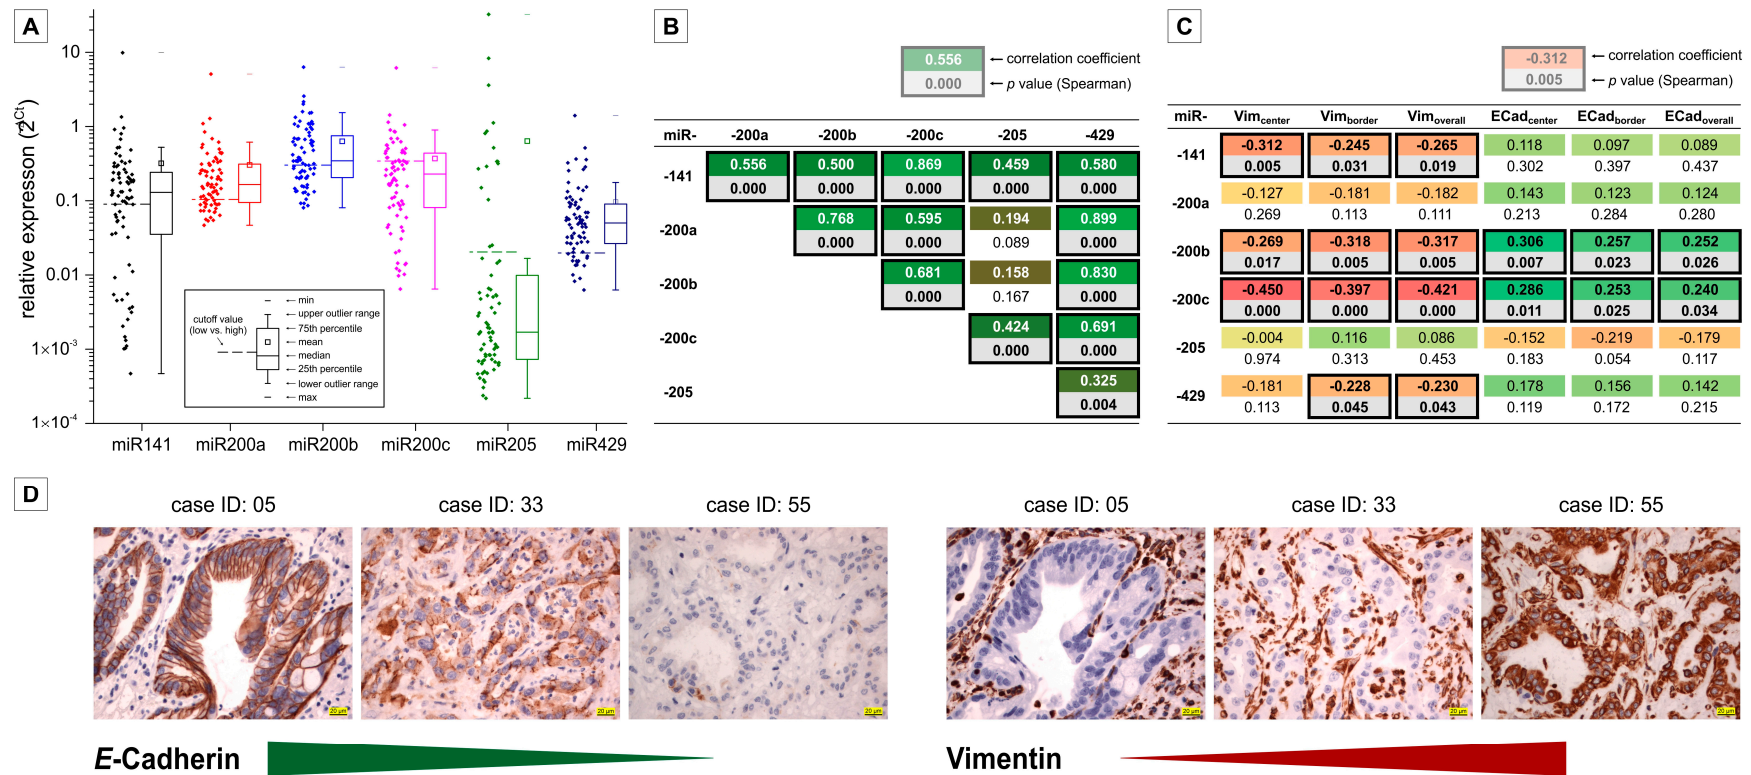 A
relative expresson (2^-ΔCt)
10
1
0.1
0.01
1×10⁻³
1×10⁻⁴
cutoff value
(low vs. high)
min
upper outlier range
75th percentile
mean
median
25th percentile
lower outlier range
max
miR141 miR200a miR200b miR200c miR205 miR429
B
0.556 ← correlation coefficient
0.000 ← p value (Spearman)
miR- -200a -200b -200c -205 -429
-141
0.556 0.500 0.869 0.459 0.580
0.000 0.000 0.000 0.000 0.000
-200a
0.768 0.595 0.194 0.899
0.000 0.000 0.089 0.000
-200b
0.681 0.158 0.830
0.000 0.167 0.000
-200c
0.424 0.691
0.000 0.000
-205
0.325
0.004
C
-0.312 ← correlation coefficient
0.005 ← p value (Spearman)
miR- Vimcenter Vimborder Vimoverall ECadcenter ECadborder ECadoverall
-141
-0.312 -0.245 -0.265 0.118 0.097 0.089
0.005 0.031 0.019 0.302 0.397 0.437
-200a
-0.127 -0.181 -0.182 0.143 0.123 0.124
0.269 0.113 0.111 0.213 0.284 0.280
-200b
-0.269 -0.318 -0.317 0.306 0.257 0.252
0.017 0.005 0.005 0.007 0.023 0.026
-200c
-0.450 -0.397 -0.421 0.286 0.253 0.240
0.000 0.000 0.000 0.011 0.025 0.034
-205
-0.004 0.116 0.086 -0.152 -0.219 -0.179
0.974 0.313 0.453 0.183 0.054 0.117
-429
-0.181 -0.228 -0.230 0.178 0.156 0.142
0.113 0.045 0.043 0.119 0.172 0.215
D
case ID: 05 case ID: 33 case ID: 55 case ID: 05 case ID: 33 case ID: 55
20 µm 20 µm 20 µm 20 µm 20 µm 20 µm
E-Cadherin Vimentin